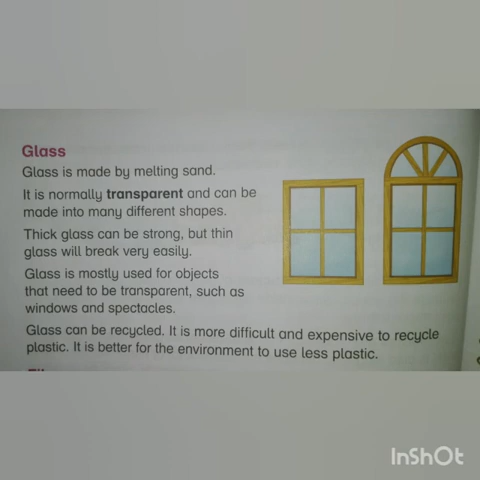 Glass
Glass is made by melting sand.
It is normally transparent and can be
made into many different shapes.
Thick glass can be strong, but thin
glass will break very easily.
Glass is mostly used for objects
that need to be transparent, such as
windows and spectacles.
Glass can be recycled. It is more difficult and expensive to recycle
plastic. It is better for the environment to use less plastic.
InShOt